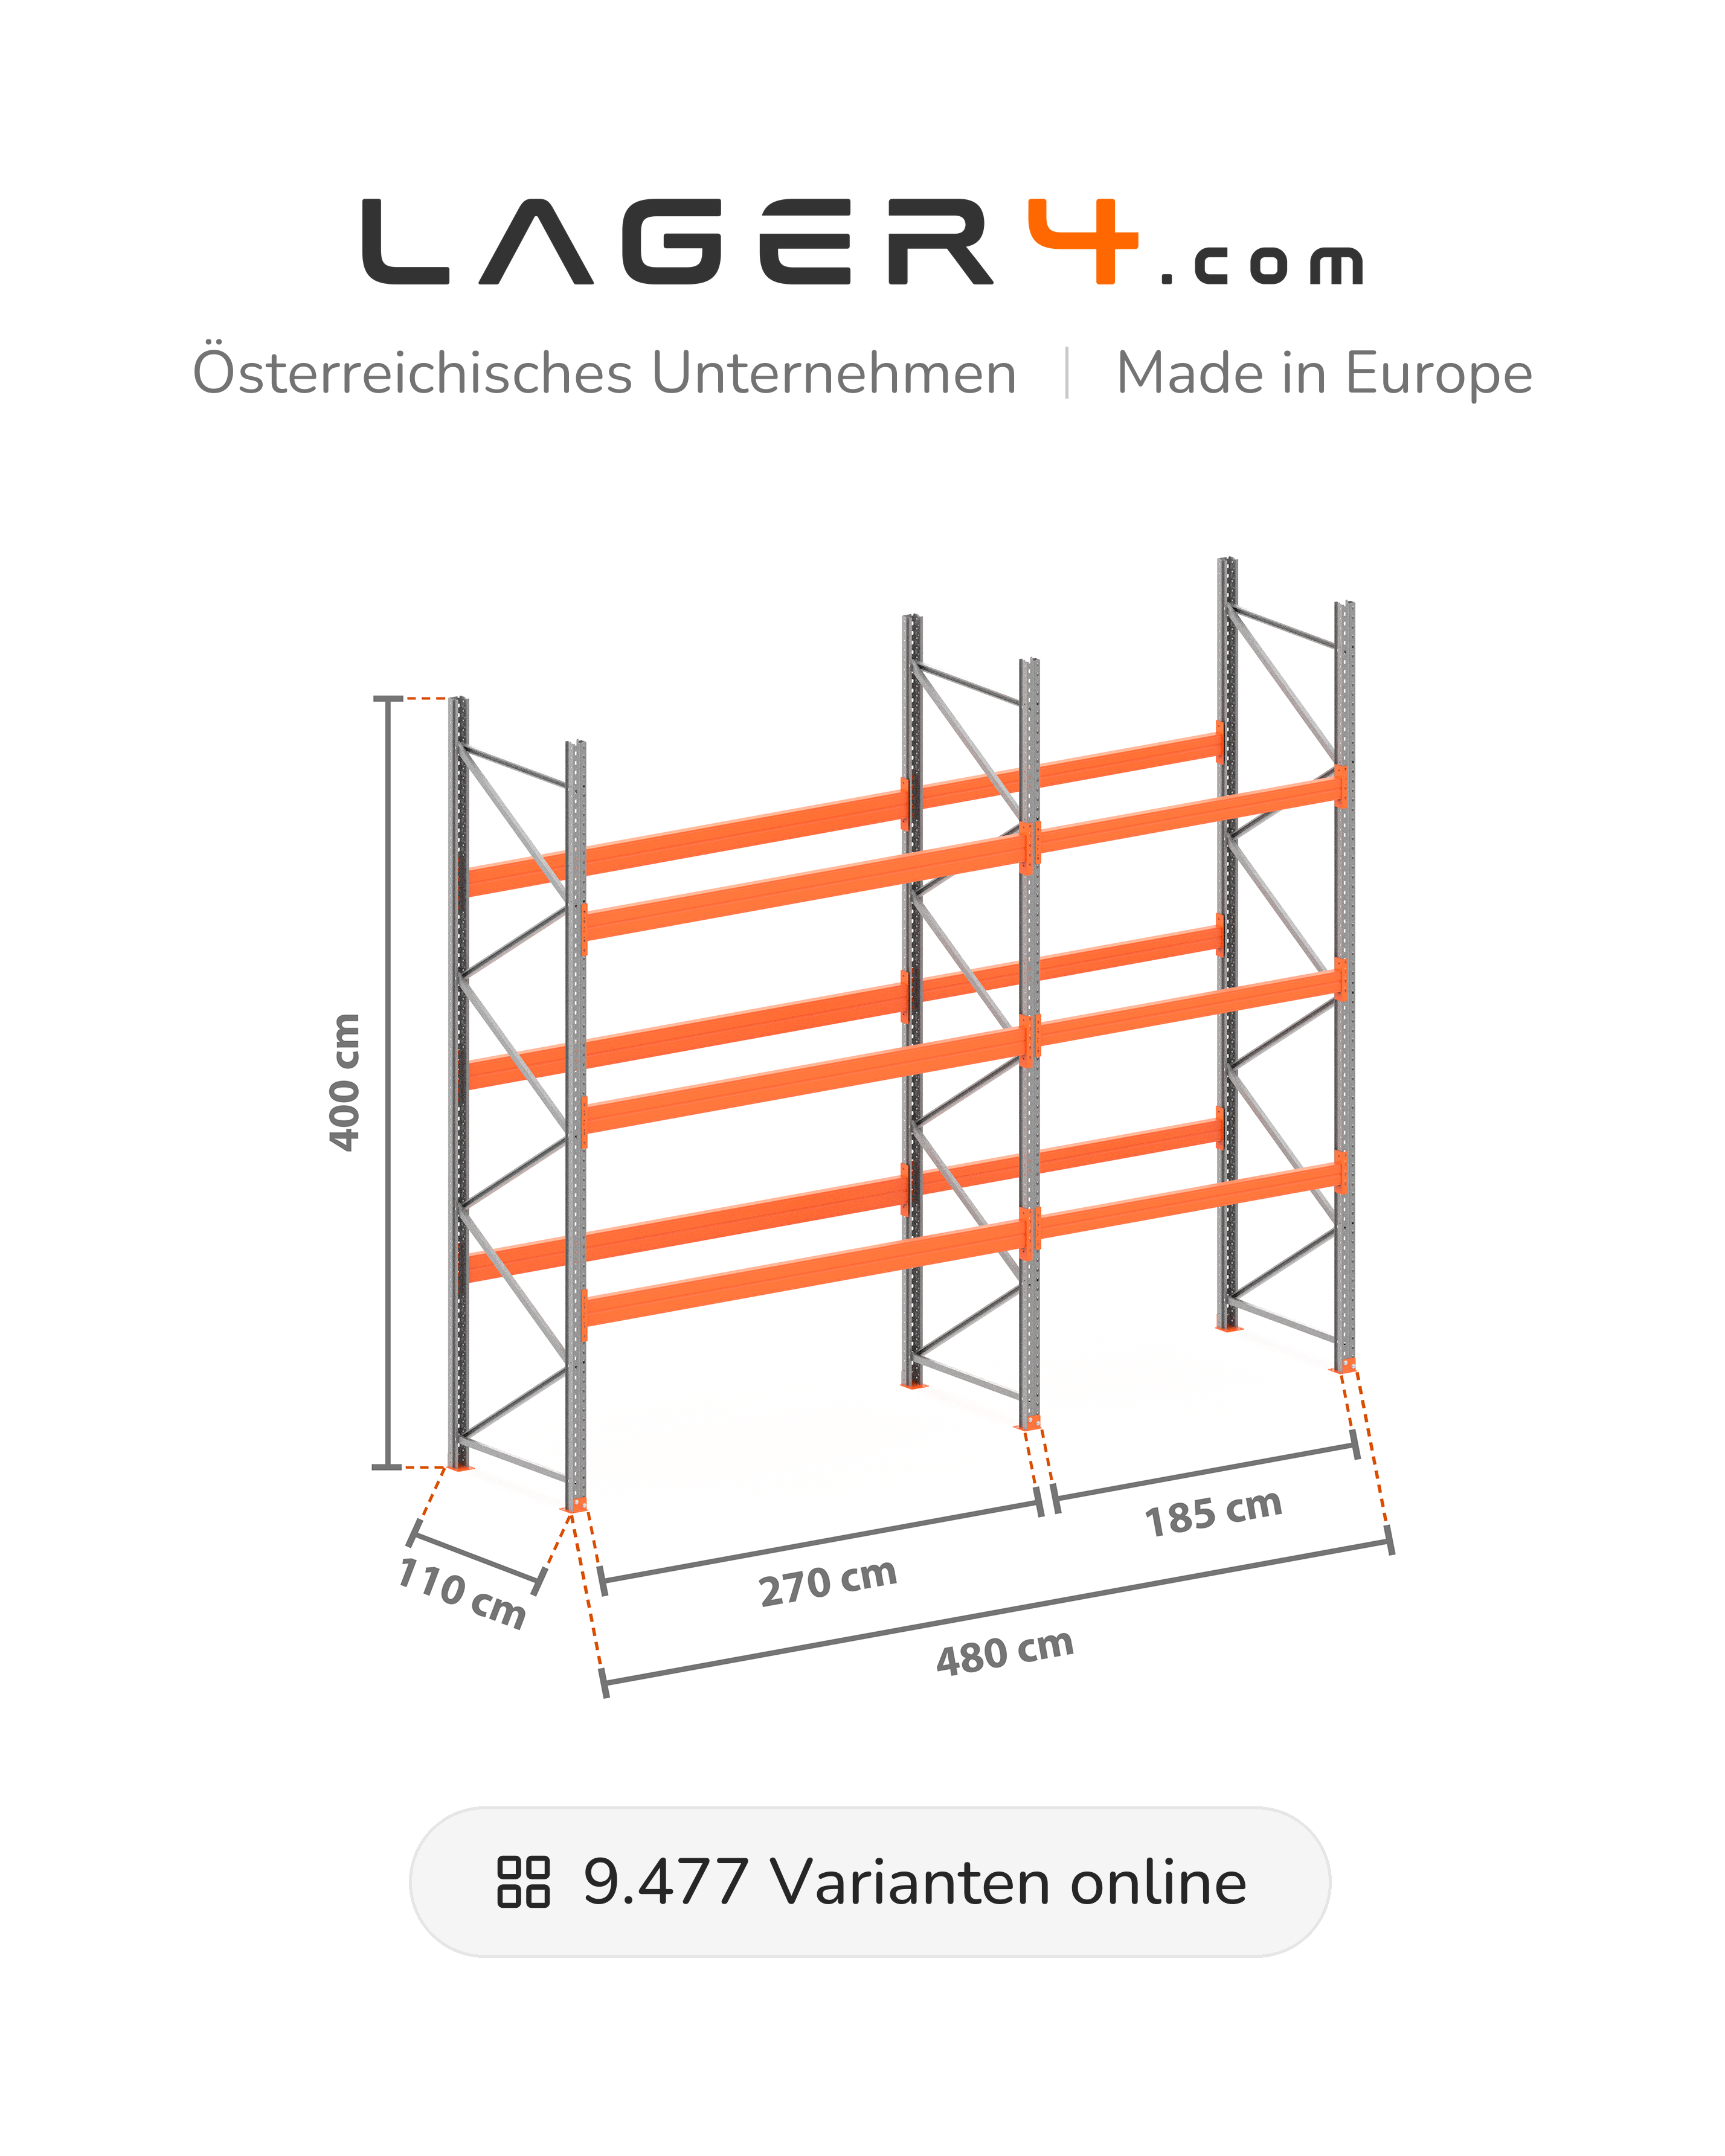 LAGER4.com
Österreichisches Unternehmen | Made in Europe
400 cm
110 cm
270 cm
185 cm
480 cm
9.477 Varianten online